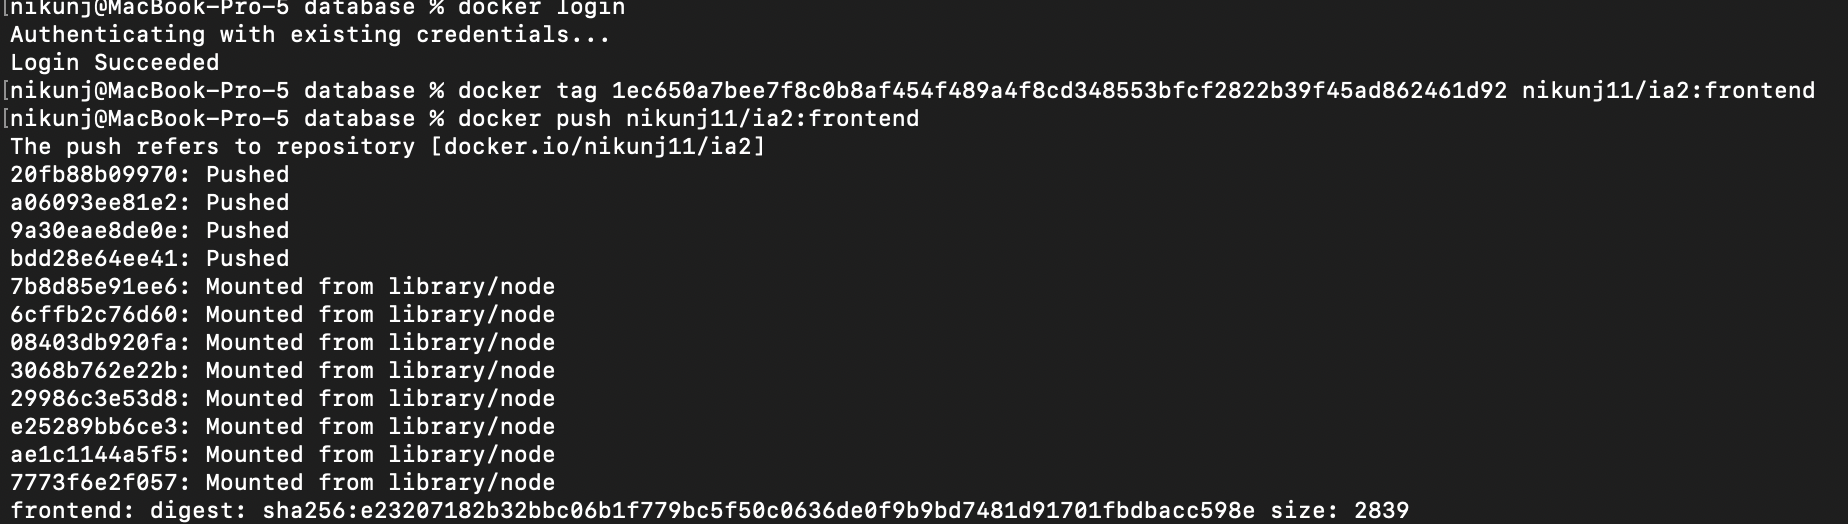 [nikunj@MacBook-Pro-5 database % docker login
Authenticating with existing credentials...
Login Succeeded
[nikunj@MacBook-Pro-5 database % docker tag 1ec650a7bee7f8c0b8af454f489a4f8cd348553bfcf2822b39f45ad862461d92 nikunj11/ia2:frontend
[nikunj@MacBook-Pro-5 database % docker push nikunj11/ia2:frontend
The push refers to repository [docker.io/nikunj11/ia2]
20fb88b09970: Pushed
a06093ee81e2: Pushed
9a30eae8de0e: Pushed
bdd28e64ee41: Pushed
7b8d85e91ee6: Mounted from library/node
6cffb2c76d60: Mounted from library/node
08403db920fa: Mounted from library/node
3068b762e22b: Mounted from library/node
29986c3e53d8: Mounted from library/node
e25289bb6ce3: Mounted from library/node
ae1c1144a5f5: Mounted from library/node
7773f6e2f057: Mounted from library/node
frontend: digest: sha256:e23207182b32bbc06b1f779bc5f50c0636de0f9b9bd7481d91701fbdbacc598e size: 2839